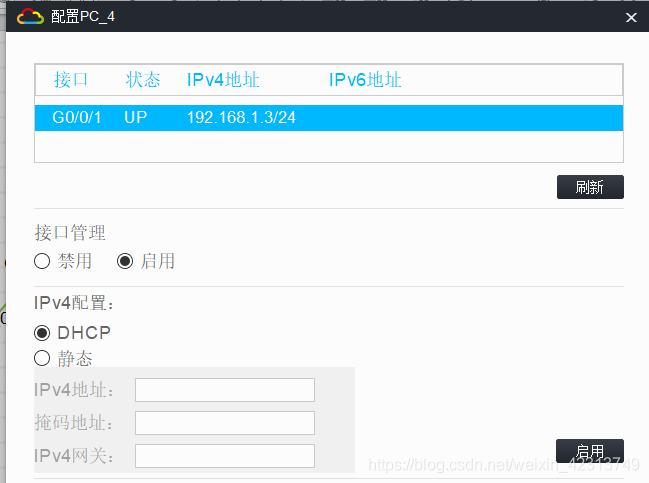 配置PC_4
接口 状态 IPv4地址 IPv6地址
G0/0/1 UP 192.168.1.3/24
刷新
接口管理
禁用 启用
IPv4配置：
DHCP
静态
IPv4地址：
掩码地址：
IPv4网关：
启用
https://blog.csdn.net/weixin_42313749